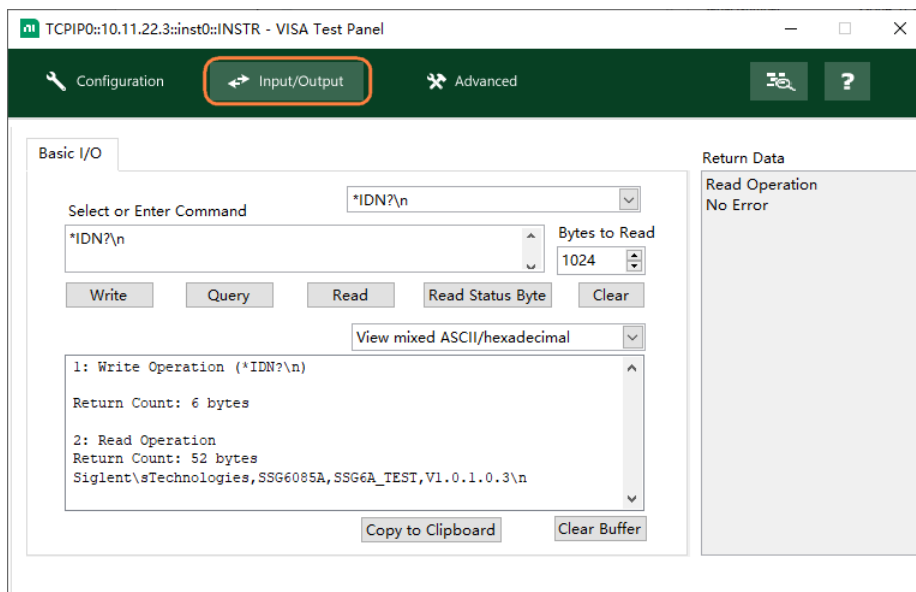 TCPIP0::10.11.22.3::inst0::INSTR - VISA Test Panel
Configuration
Input/Output
Advanced
?
Basic I/O
Return Data
*IDN?\n
Select or Enter Command
Bytes to Read
*IDN?\n
1024
Write
Query
Read
Read Status Byte
Clear
View mixed ASCII/hexadecimal
1: Write Operation (*IDN?\n)
Return Count: 6 bytes
2: Read Operation
Return Count: 52 bytes
Siglent\sTechnologies,SSG6085A,SSG6A_TEST,V1.0.1.0.3\n
Copy to Clipboard
Clear Buffer
Read Operation
No Error